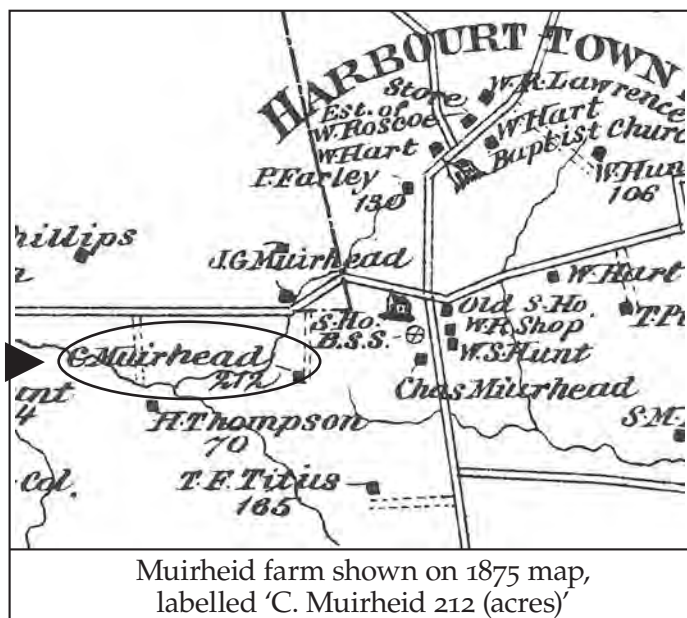 HARBOURT TOWN
W.R. Lawrence
Store
Est. of
W. Roscoe
W. Hart
W. Hart
Baptist Church
P. Farley
130
W. Hun
106
hillips
a
J.G. Muirhead
W. Hart
Old S. Ho.
S. Ho.
B.S.S.
W.R. Shop
W.S. Hunt
C. Muirhead
212
Chas Muirhead
H. Thompson
70
S.M.
T.F. Titus
165
Col.
Muirheid farm shown on 1875 map,
labelled 'C. Muirheid 212 (acres)'